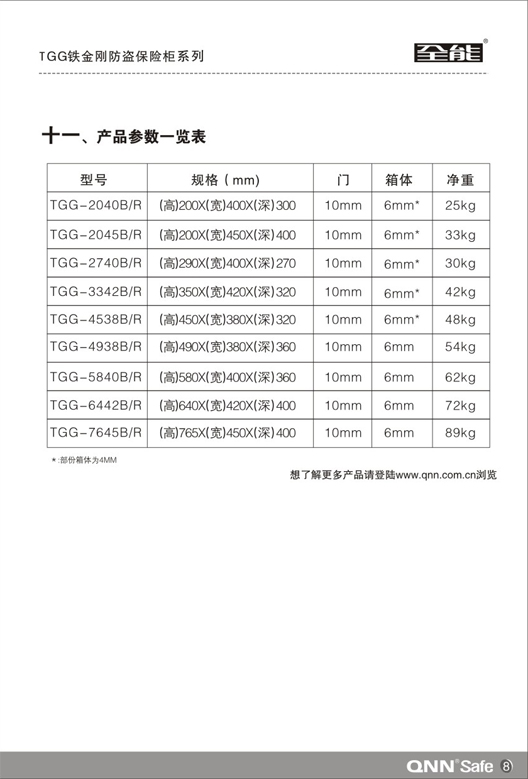 TGG铁金刚防盗保险柜系列
全能®
十一、产品参数一览表
型号 规格（mm） 门 箱体 净重
TGG-2040B/R (高)200X(宽)400X(深)300 10mm 6mm* 25kg
TGG-2045B/R (高)200X(宽)450X(深)400 10mm 6mm* 33kg
TGG-2740B/R (高)290X(宽)400X(深)270 10mm 6mm* 30kg
TGG-3342B/R (高)350X(宽)420X(深)320 10mm 6mm* 42kg
TGG-4538B/R (高)450X(宽)380X(深)320 10mm 6mm* 48kg
TGG-4938B/R (高)490X(宽)380X(深)360 10mm 6mm 54kg
TGG-5840B/R (高)580X(宽)400X(深)360 10mm 6mm 62kg
TGG-6442B/R (高)640X(宽)420X(深)400 10mm 6mm 72kg
TGG-7645B/R (高)765X(宽)450X(深)400 10mm 6mm 89kg
*:部份箱体为4MM
想了解更多产品请登陆www.qnn.com.cn浏览
QNN®Safe 8